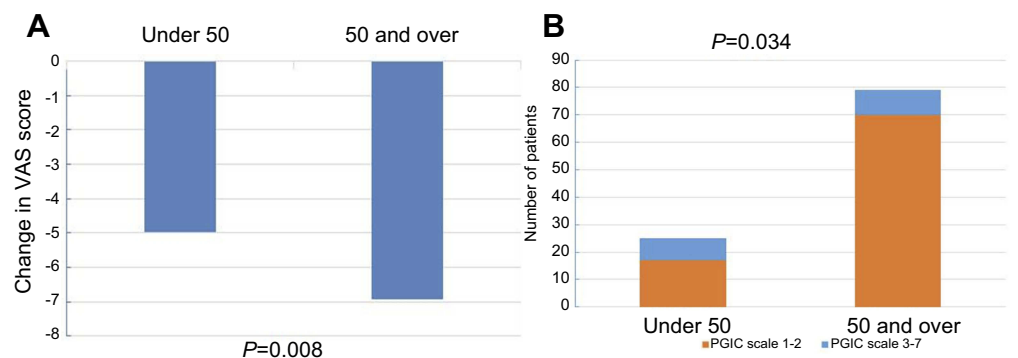 A
Under 50
50 and over
Change in VAS score
0
-1
-2
-3
-4
-5
-6
-7
-8
P=0.008
B
P=0.034
Number of patients
90
80
70
60
50
40
30
20
10
0
Under 50
50 and over
PGIC scale 1-2
PGIC scale 3-7